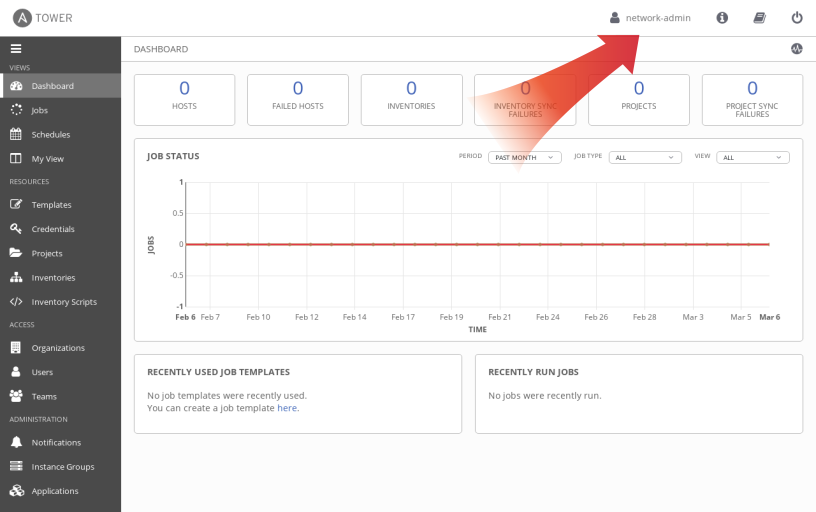 A TOWER
network-admin
VIEWS
Dashboard
Jobs
Schedules
My View
RESOURCES
Templates
Credentials
Projects
Inventories
Inventory Scripts
ACCESS
Organizations
Users
Teams
ADMINISTRATION
Notifications
Instance Groups
Applications
DASHBOARD
0
HOSTS
0
FAILED HOSTS
0
INVENTORIES
0
INVENTORY SYNC
FAILURES
0
PROJECTS
0
PROJECT SYNC
FAILURES
JOB STATUS
PERIOD PAST MONTH JOB TYPE ALL VIEW ALL
JOBS
1
0.5
0
-0.5
-1
Feb 6 Feb 7 Feb 10 Feb 12 Feb 14 Feb 17 Feb 19 Feb 21 Feb 24 Feb 26 Feb 28 Mar 3 Mar 5 Mar 6
TIME
RECENTLY USED JOB TEMPLATES
No job templates were recently used.
You can create a job template here.
RECENTLY RUN JOBS
No jobs were recently run.